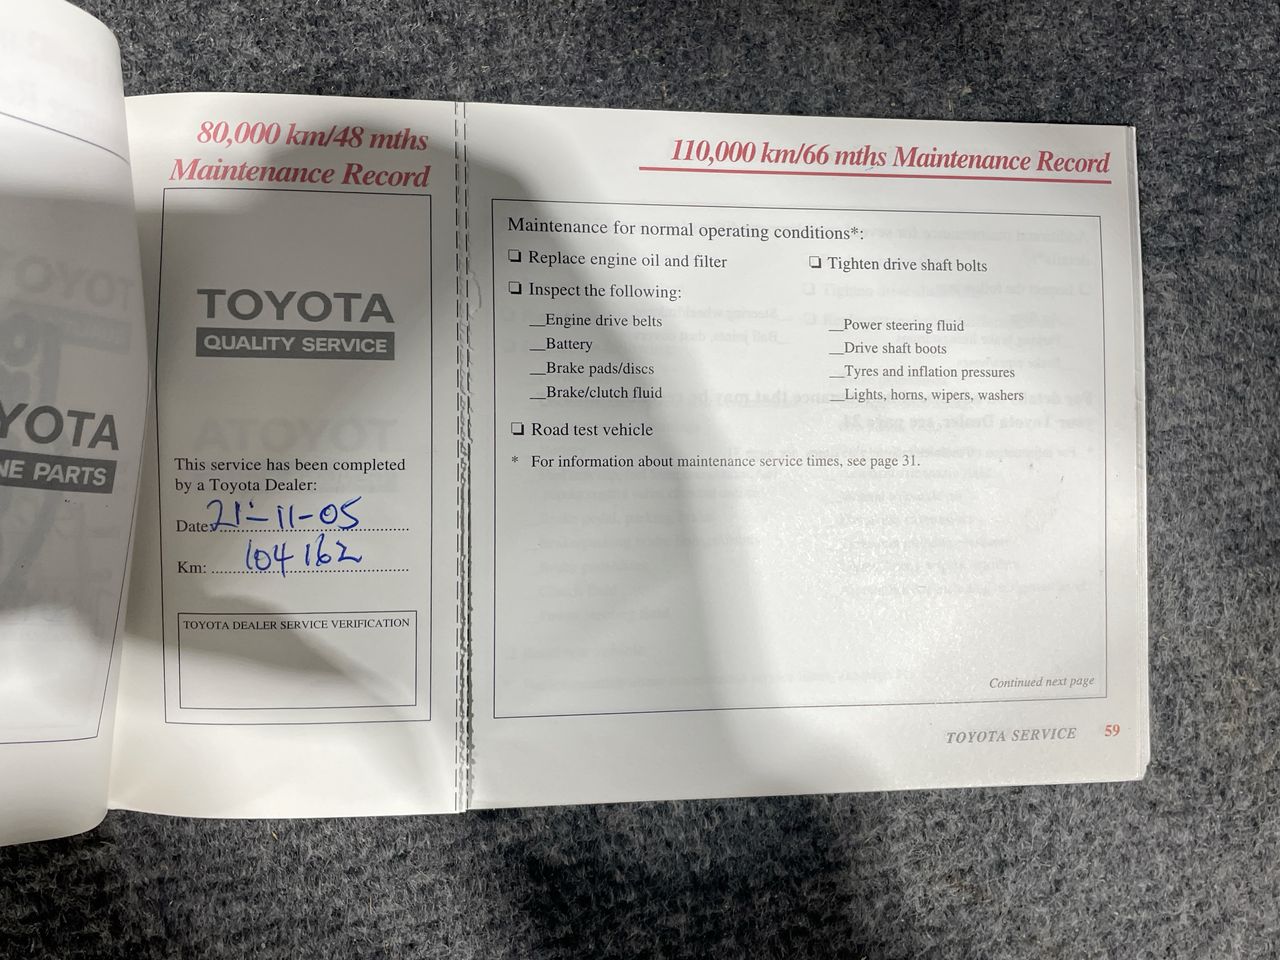 YOTA
NE PARTS
80,000 km/48 mths
Maintenance Record
TOYOTA
QUALITY SERVICE
This service has been completed
by a Toyota Dealer:
Date: 21-11-05
Km: 104162
TOYOTA DEALER SERVICE VERIFICATION
110,000 km/66 mths Maintenance Record
Maintenance for normal operating conditions*:
❏ Replace engine oil and filter
❏ Tighten drive shaft bolts
❏ Inspect the following:
__Engine drive belts
__Battery
__Brake pads/discs
__Brake/clutch fluid
__Power steering fluid
__Drive shaft boots
__Tyres and inflation pressures
__Lights, horns, wipers, washers
❏ Road test vehicle
* For information about maintenance service times, see page 31.
Continued next page
TOYOTA SERVICE 59